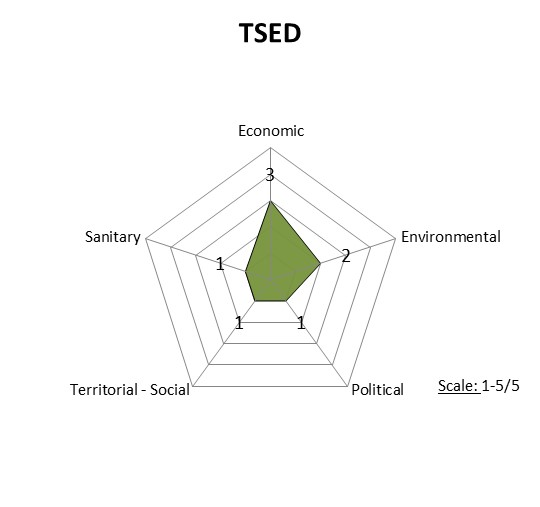 TSED
Economic
3
Sanitary
Environmental
1
2
1
1
Territorial - Social
Political
Scale: 1-5/5